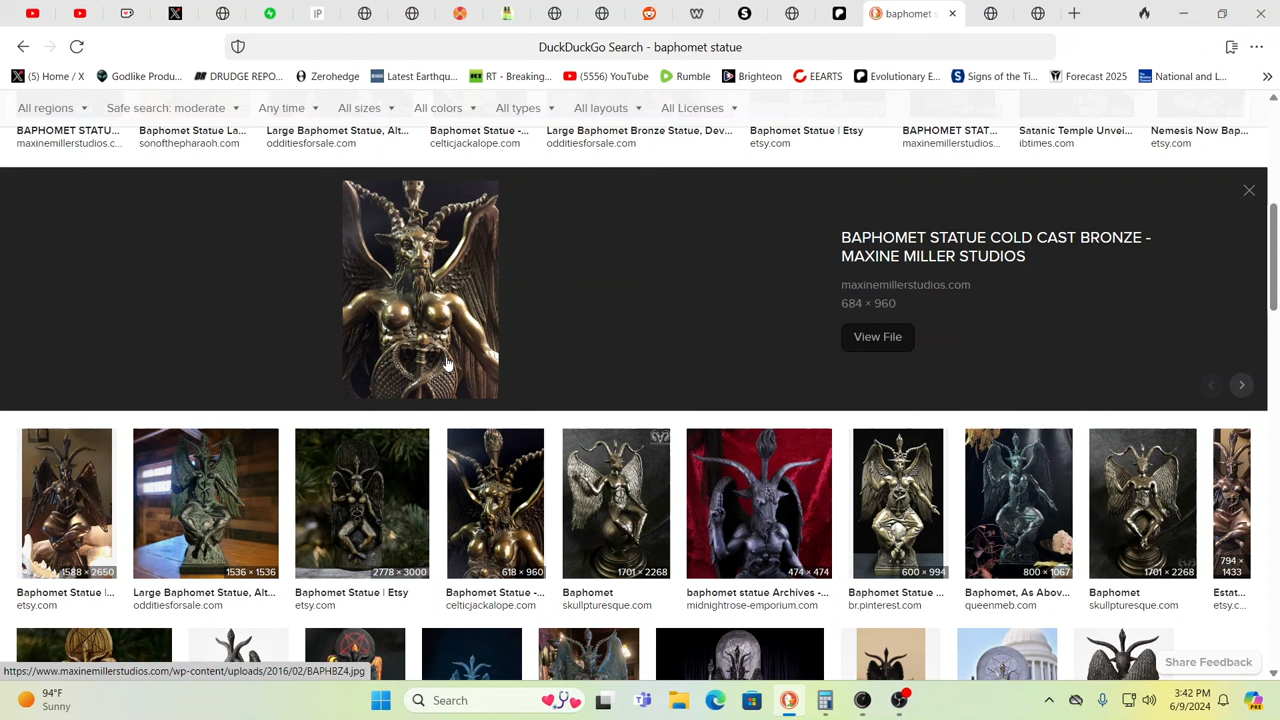 baphomet s
DuckDuckGo Search - baphomet statue
(5) Home / X
Godlike Produ...
DRUDGE REPO...
Zerohedge
Latest Earthqu...
RT - Breaking...
(5556) YouTube
Rumble
Brighteon
EEARTS
Evolutionary E...
Signs of the Ti...
Forecast 2025
National and L...
All regions
Safe search: moderate
Any time
All sizes
All colors
All types
All layouts
All Licenses
BAPHOMET STATU...
Baphomet Statue La...
Large Baphomet Statue, Alt...
Baphomet Statue -...
Large Bronze Baphomet Statue, Dev...
Baphomet Statue | Etsy
BAPHOMET STAT...
Satanic Temple Unvei...
Nemesis Now Bap...
maxinemillerstudios.c...
sonofthepharaoh.com
odditiesforsale.com
celticjackalope.com
odditiesforsale.com
etsy.com
maxinemillerstudios...
ibtimes.com
etsy.com
BAPHOMET STATUE COLD CAST BRONZE -
MAXINE MILLER STUDIOS
maxinemillerstudios.com
684 × 960
View File
1588 × 2650
1536 × 1536
2778 × 3000
618 × 960
1701 × 2268
474 × 474
600 × 994
800 × 1067
1701 × 2268
794 ×
1433
Baphomet Statue |...
Large Baphomet Statue, Alt...
Baphomet Statue | Etsy
Baphomet Statue -...
Baphomet
baphomet statue Archives -...
Baphomet Statue ...
Baphomet, As Abov...
Baphomet
Estat...
etsy.com
odditiesforsale.com
etsy.com
celticjackalope.com
skullpturesque.com
midnightrose-emporium.com
br.pinterest.com
queenmeb.com
skullpturesque.com
etsy.c...
Share Feedback
https://www.maxinemillerstudios.com/wp-content/uploads/2016/02/BAPHBZ4.jpg
94°F
Sunny
Search
3:42 PM
6/9/2024